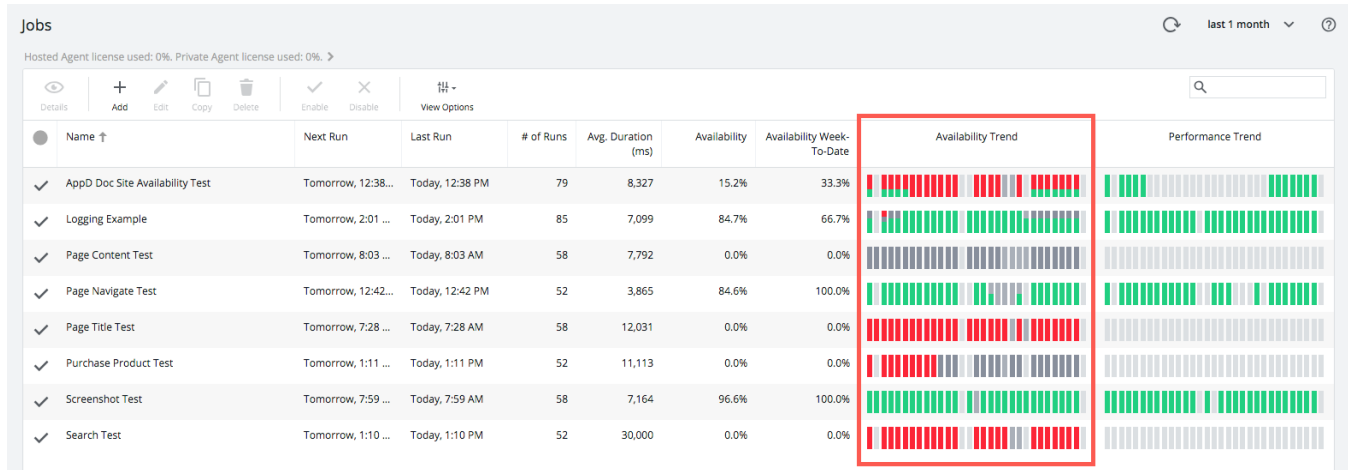 Jobs
last 1 month
Hosted Agent license used: 0%. Private Agent license used: 0%.
Details Add Edit Copy Delete Enable Disable View Options
Name Next Run Last Run # of Runs Avg. Duration (ms) Availability Availability Week-To-Date Availability Trend Performance Trend
AppD Doc Site Availability Test Tomorrow, 12:38... Today, 12:38 PM 79 8,327 15.2% 33.3%
Logging Example Tomorrow, 2:01 ... Today, 2:01 PM 85 7,099 84.7% 66.7%
Page Content Test Tomorrow, 8:03 ... Today, 8:03 AM 58 7,792 0.0% 0.0%
Page Navigate Test Tomorrow, 12:42... Today, 12:42 PM 52 3,865 84.6% 100.0%
Page Title Test Tomorrow, 7:28 ... Today, 7:28 AM 58 12,031 0.0% 0.0%
Purchase Product Test Tomorrow, 1:11 ... Today, 1:11 PM 52 11,113 0.0% 0.0%
Screenshot Test Tomorrow, 7:59 ... Today, 7:59 AM 58 7,164 96.6% 100.0%
Search Test Tomorrow, 1:10 ... Today, 1:10 PM 52 30,000 0.0% 0.0%